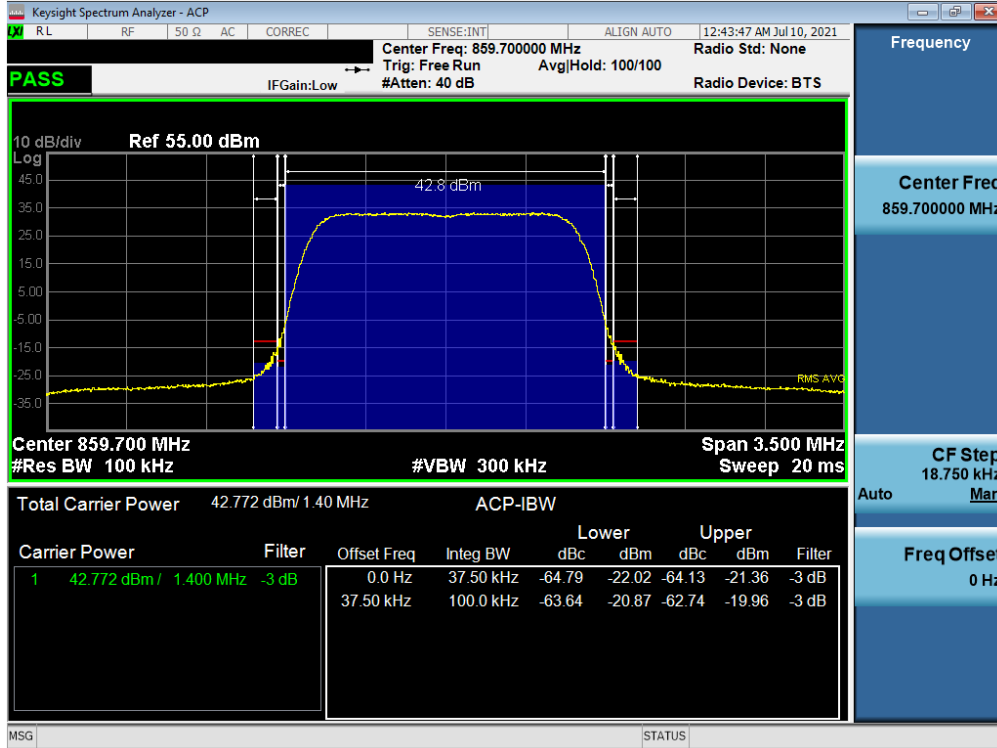 Keysight Spectrum Analyzer - ACP
LXI RL RF 50 Ω AC CORREC SENSE:INT ALIGN AUTO 12:43:47 AM Jul 10, 2021
Center Freq: 859.700000 MHz Radio Std: None
Trig: Free Run Avg|Hold: 100/100
PASS IFGain:Low #Atten: 40 dB Radio Device: BTS
Frequency
10 dB/div Ref 55.00 dBm
Log
45.0
35.0
25.0
15.0
5.00
-5.00
-15.0
-25.0
-35.0
42.8 dBm
RMS AVG
Center 859.700 MHz Span 3.500 MHz
#Res BW 100 kHz #VBW 300 kHz Sweep 20 ms
Center Freq
859.700000 MHz
CF Step
18.750 kHz
Auto Man
Freq Offset
0 Hz
Total Carrier Power 42.772 dBm/ 1.40 MHz ACP-IBW
Lower Upper
Carrier Power Filter Offset Freq Integ BW dBc dBm dBc dBm Filter
1 42.772 dBm / 1.400 MHz -3 dB 0.0 Hz 37.50 kHz -64.79 -22.02 -64.13 -21.36 -3 dB
37.50 kHz 100.0 kHz -63.64 -20.87 -62.74 -19.96 -3 dB
MSG STATUS